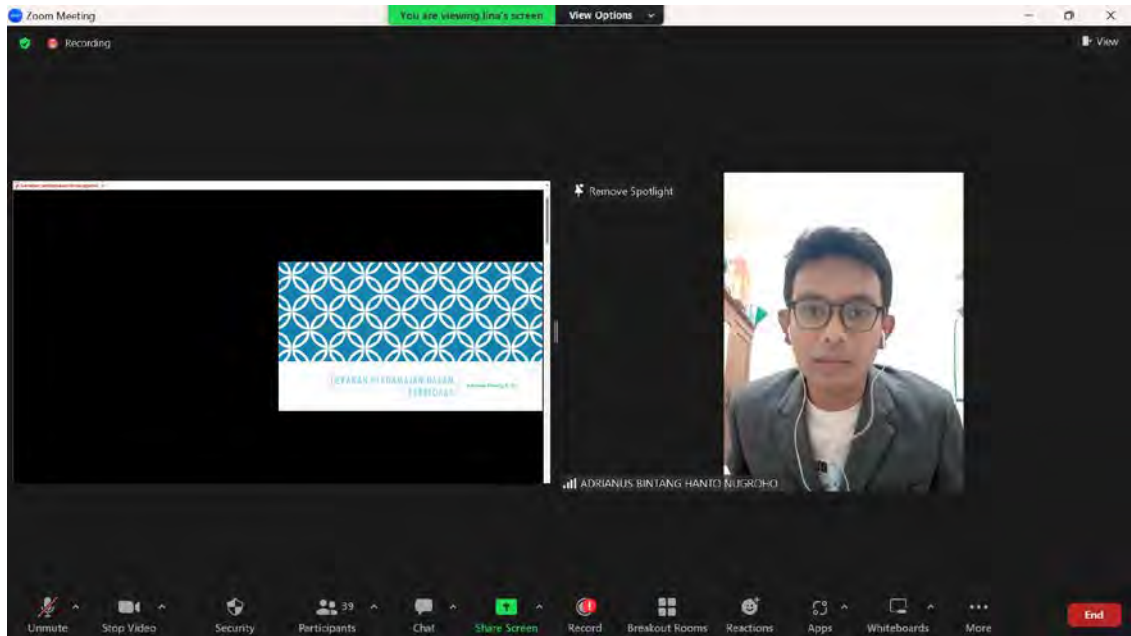 Zoom Meeting
You are viewing lina's screen
View Options
Recording
View
Remove Spotlight
ADRIANUS BINTANG HANTO NUGROHO
Unmute
Stop Video
Security
39
Participants
Chat
Share Screen
Record
Breakout Rooms
Reactions
Apps
Whiteboards
More
End